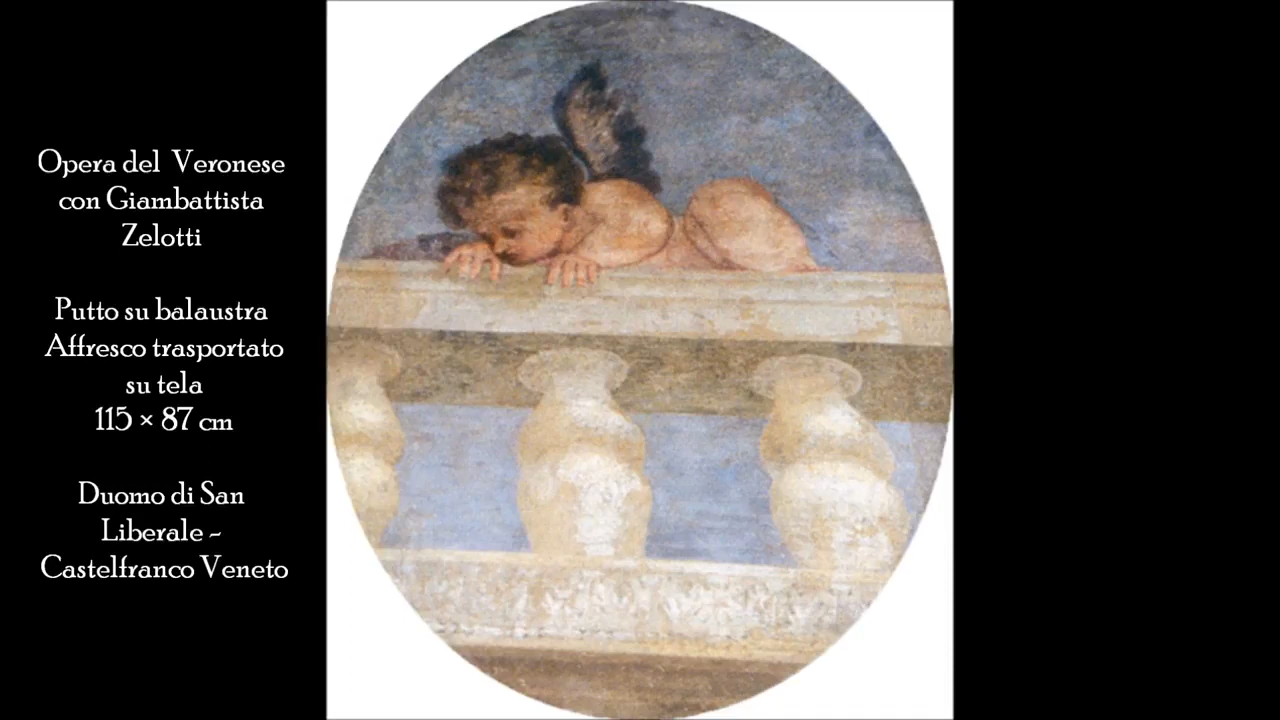 Opera del Veronese
con Giambattista
Zelotti
Putto su balaustra
Affresco trasportato
su tela
115 × 87 cm
Duomo di San
Liberale -
Castelfranco Veneto